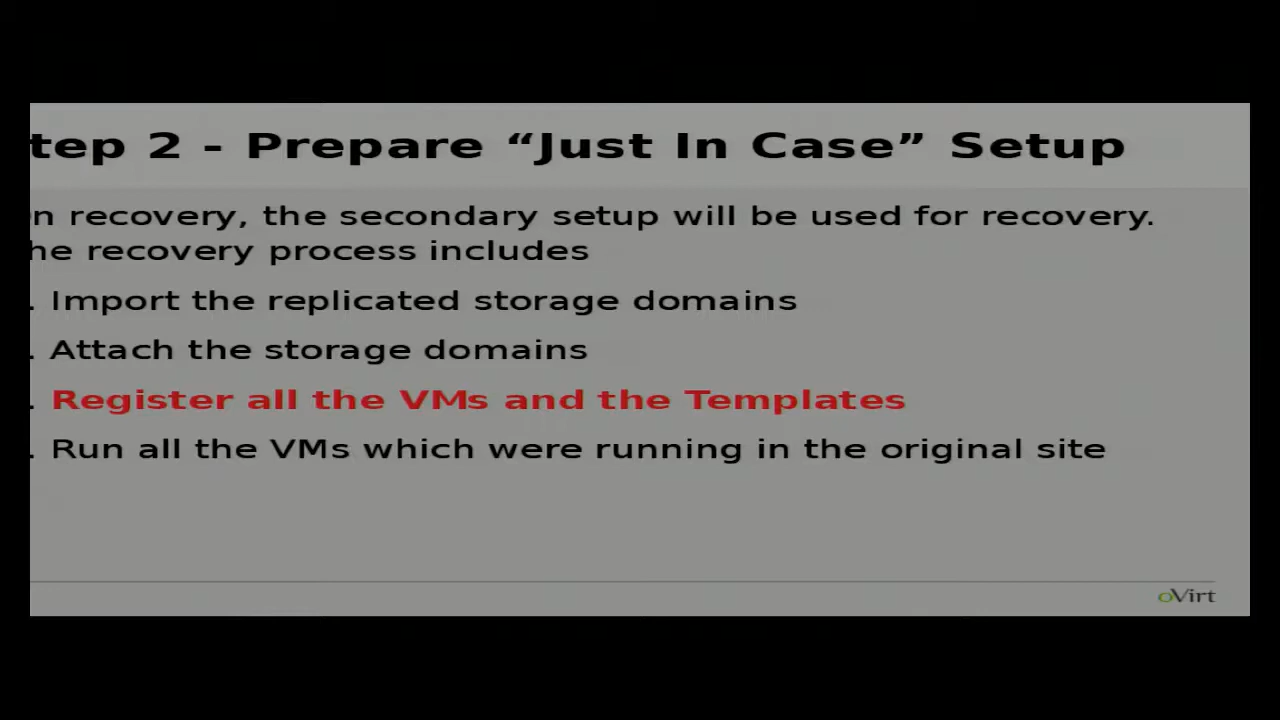 tep 2 - Prepare “Just In Case” Setup
n recovery, the secondary setup will be used for recovery.
he recovery process includes
. Import the replicated storage domains
. Attach the storage domains
. Register all the VMs and the Templates
. Run all the VMs which were running in the original site
oVirt